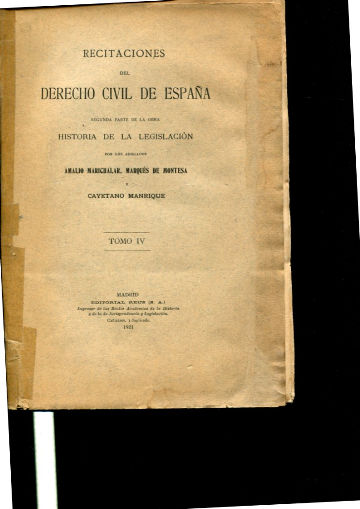 RECITACIONES
DEL
DERECHO CIVIL DE ESPAÑA
SEGUNDA PARTE DE LA OBRA
HISTORIA DE LA LEGISLACIÓN
POR LOS ABOGADOS
AMALIO MARICHALAR, MARQUÉS DE MONTESA
Y
CAYETANO MANRIQUE
TOMO IV
MADRID
EDITORIAL REUS (S. A.)
Impresor de las Reales Academias de la Historia
y de la de Jurisprudencia y Legislación.
Cañizares, 3 duplicado.
1921